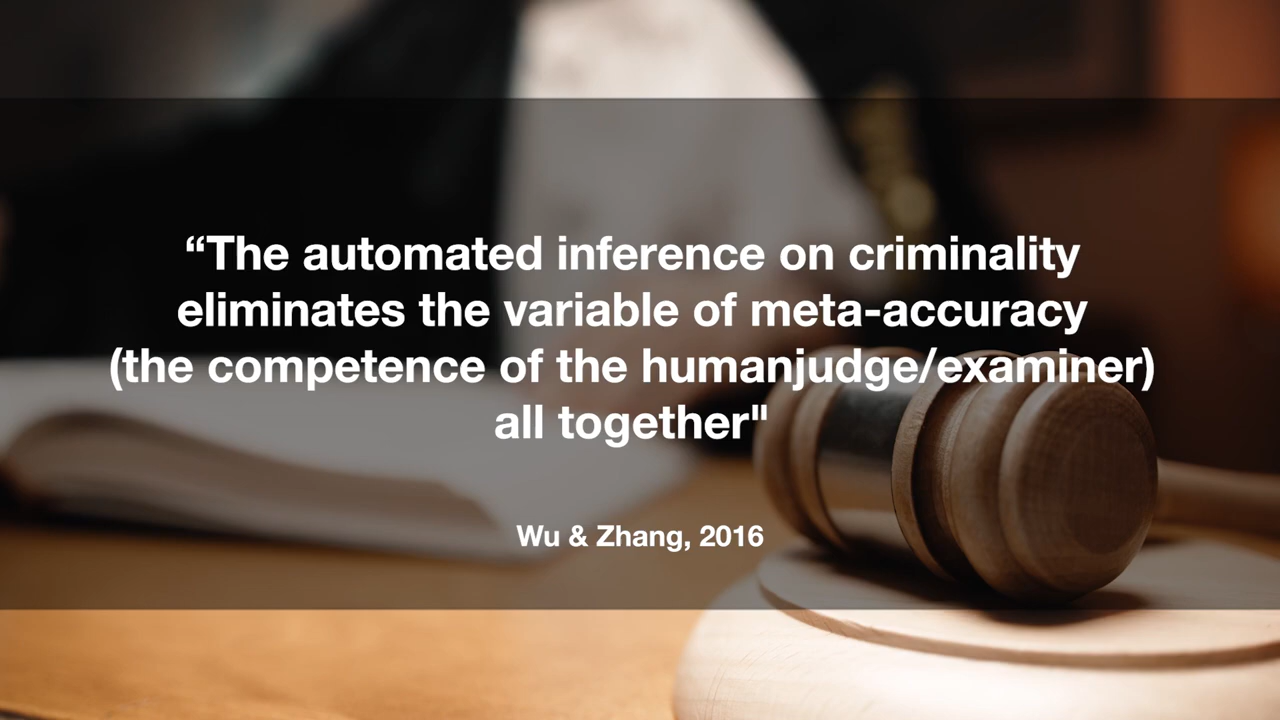 “The automated inference on criminality
eliminates the variable of meta-accuracy
(the competence of the humanjudge/examiner)
all together"
Wu & Zhang, 2016